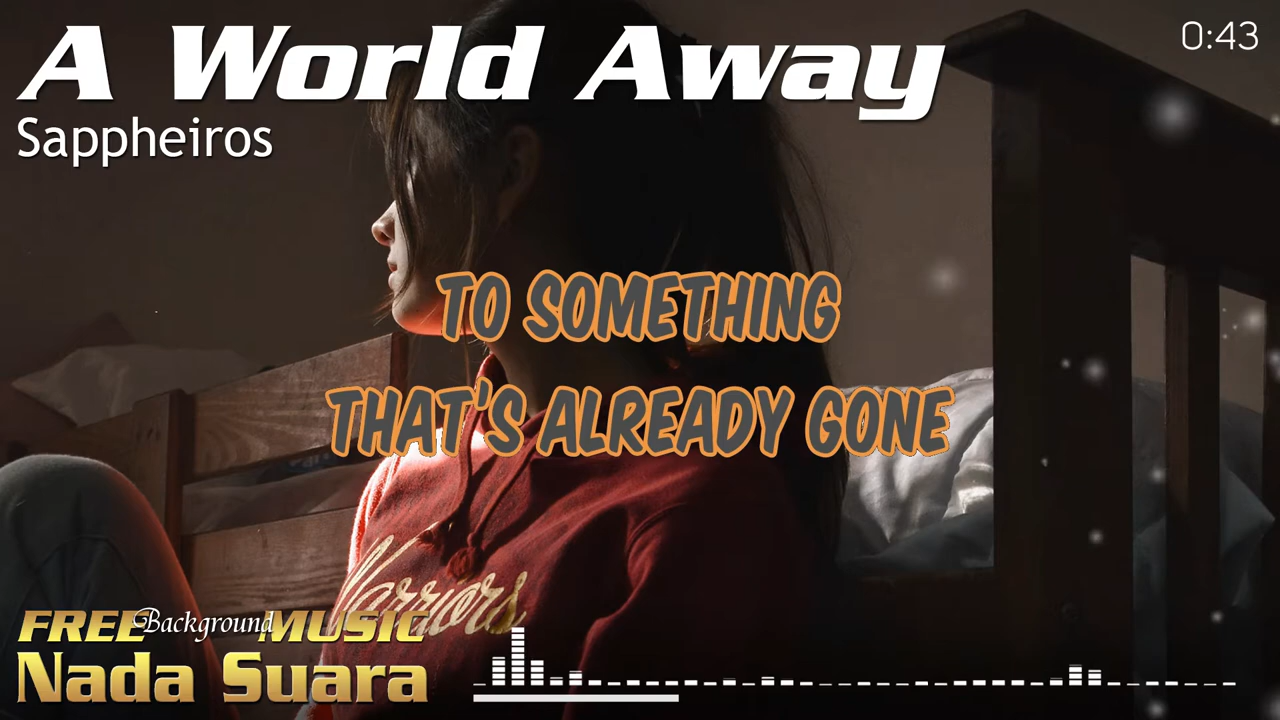 A World Away
0:43
Sappheiros
TO SOMETHING
THAT'S ALREADY GONE
Warriors
FREE Background MUSIC
Nada Suara